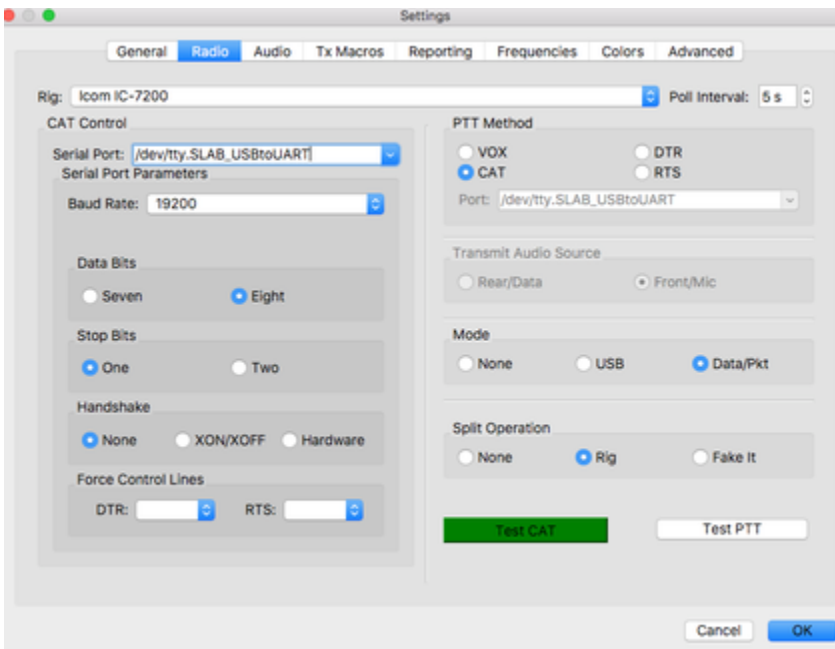 Settings
General Radio Audio Tx Macros Reporting Frequencies Colors Advanced
Rig: Icom IC-7200 Poll Interval: 5 s
CAT Control
Serial Port: /dev/tty.SLAB_USBtoUART
Serial Port Parameters
Baud Rate: 19200
Data Bits
Seven Eight
Stop Bits
One Two
Handshake
None XON/XOFF Hardware
Force Control Lines
DTR: RTS:
PTT Method
VOX DTR
CAT RTS
Port: /dev/tty.SLAB_USBtoUART
Transmit Audio Source
Rear/Data Front/Mic
Mode
None USB Data/Pkt
Split Operation
None Rig Fake It
Test CAT Test PTT
Cancel OK